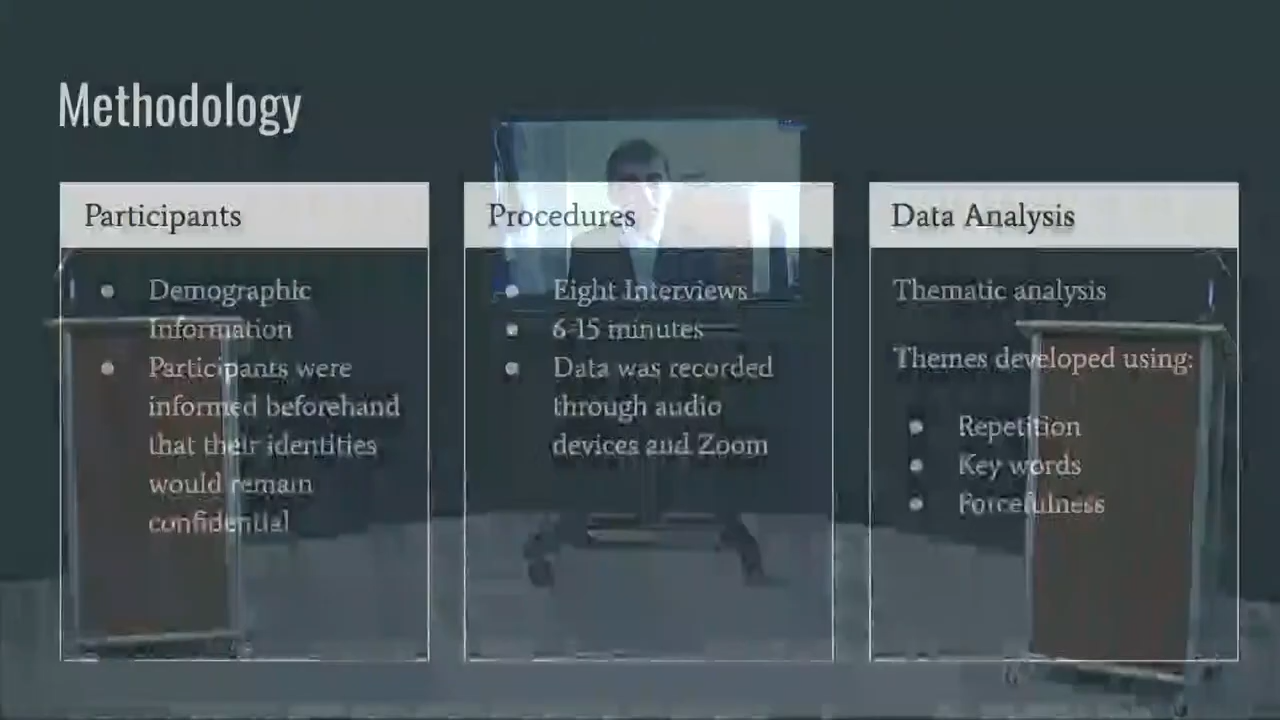 Methodology
Participants
Demographic
Information
Participants were
informed beforehand
that their identities
would remain
confidential
Procedures
Eight Interviews
6-15 minutes
Data was recorded
through audio
devices and Zoom
Data Analysis
Thematic analysis
Themes developed using:
Repetition
Key words
Forcefulness